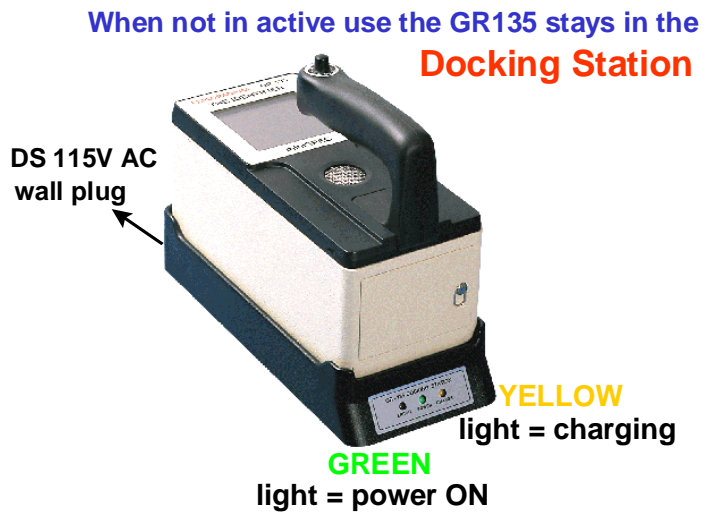 When not in active use the GR135 stays in the
Docking Station
DS 115V AC
wall plug
YELLOW
light = charging
GREEN
light = power ON